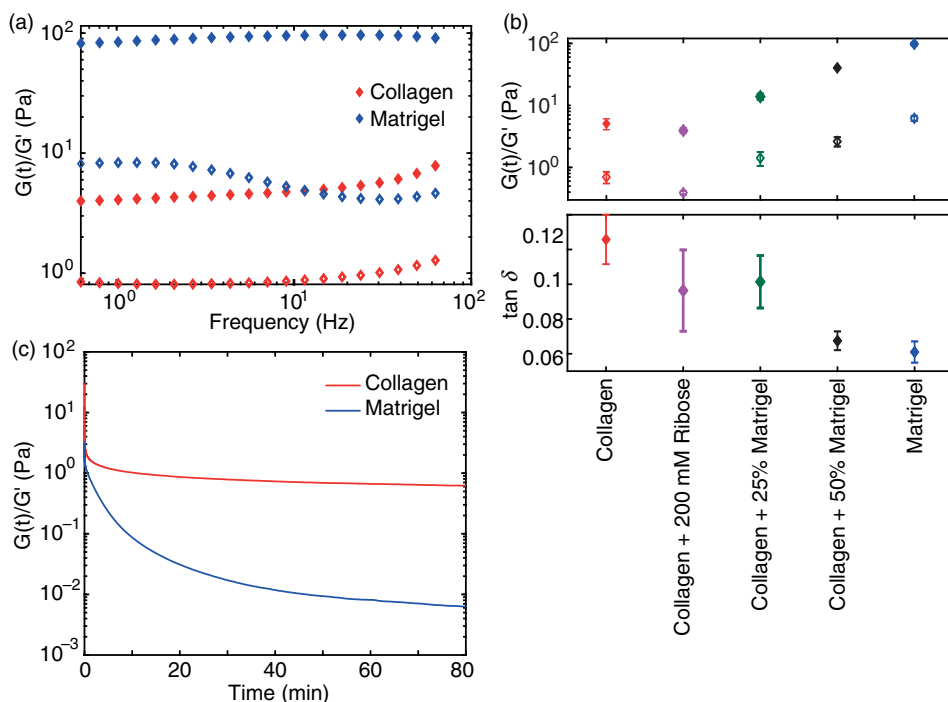 (a)
10²
10¹
10⁰
G(t)/G' (Pa)
Collagen
Matrigel
10⁰
10¹
10²
Frequency (Hz)
(b)
10²
10¹
10⁰
G(t)/G' (Pa)
0.12
0.1
0.08
0.06
tan δ
Collagen
Collagen + 200 mM Ribose
Collagen + 25% Matrigel
Collagen + 50% Matrigel
Matrigel
(c)
10²
10¹
10⁰
10⁻¹
10⁻²
10⁻³
G(t)/G' (Pa)
Collagen
Matrigel
0
20
40
60
80
Time (min)